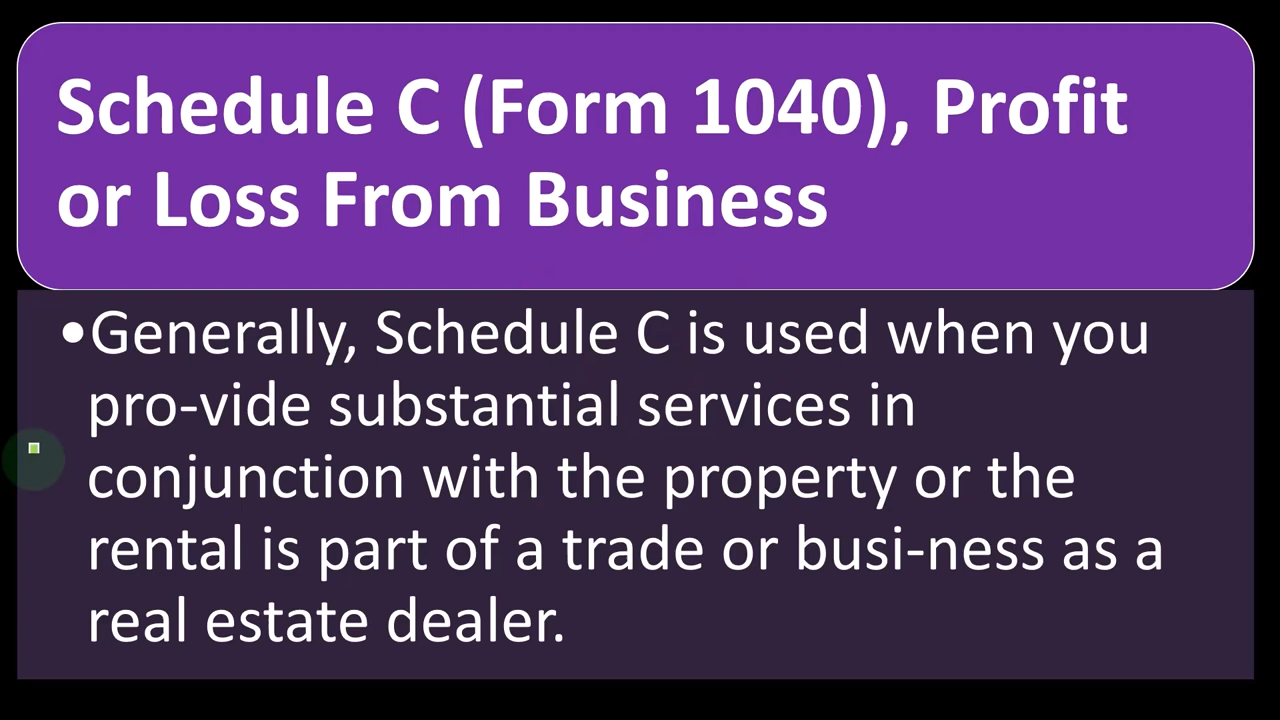 Schedule C (Form 1040), Profit
or Loss From Business
•Generally, Schedule C is used when you
pro-vide substantial services in
conjunction with the property or the
rental is part of a trade or busi-ness as a
real estate dealer.